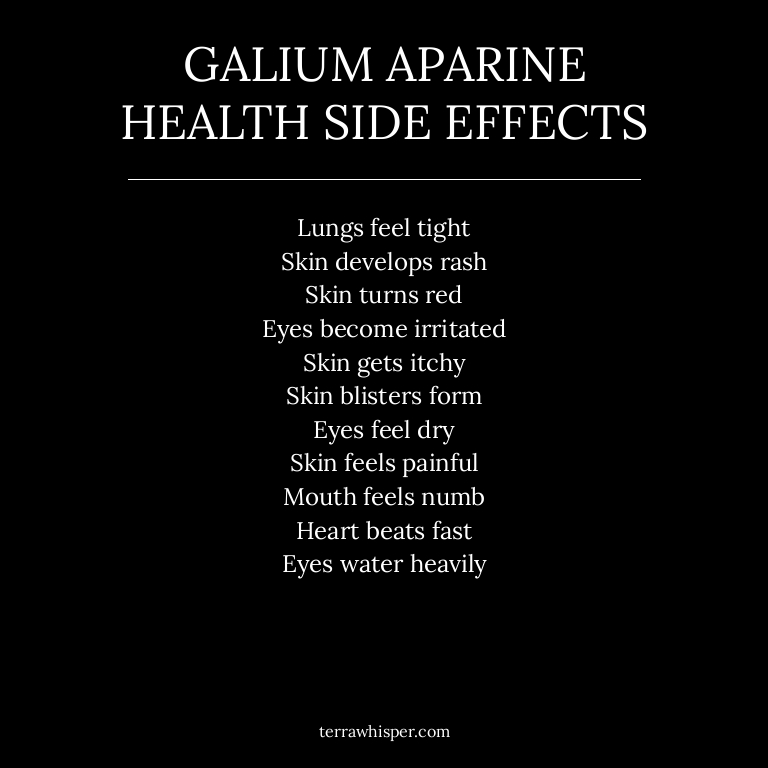 GALIUM APARINE
HEALTH SIDE EFFECTS
Lungs feel tight
Skin develops rash
Skin turns red
Eyes become irritated
Skin gets itchy
Skin blisters form
Eyes feel dry
Skin feels painful
Mouth feels numb
Heart beats fast
Eyes water heavily
terrawhisper.com